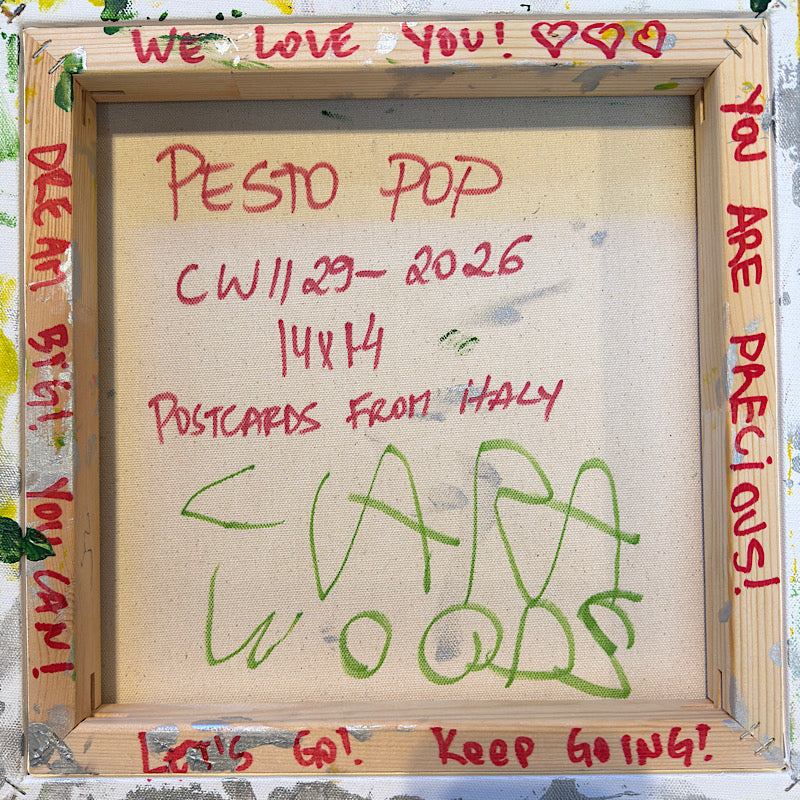 WE LOVE YOU! ♡♡♡
YOU ARE PRECIOUS!
DREAM BIG! YOU CAN!
PESTO POP
CW1129-2026
14x14
POSTCARDS FROM ITALY
CLARA
WOODS
LET'S GO! KEEP GOING!